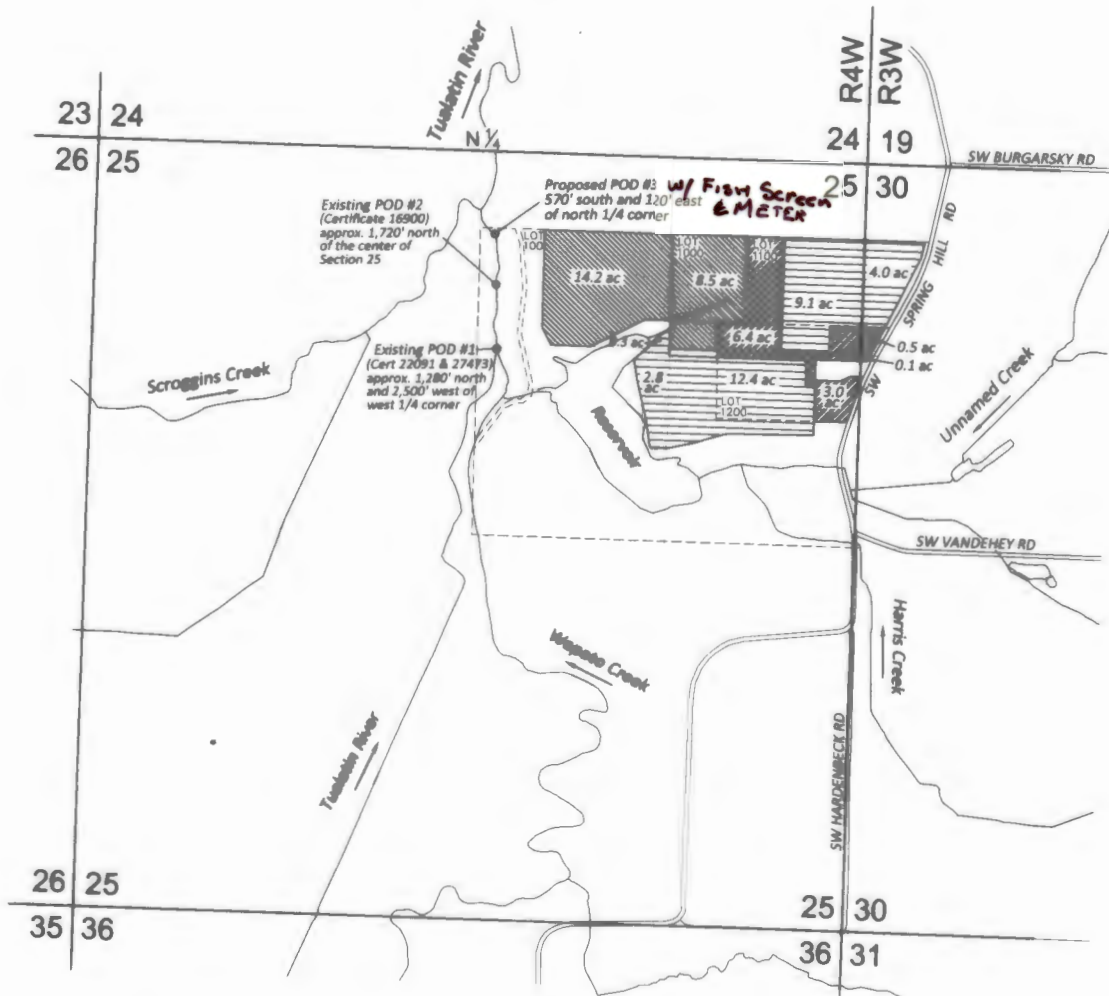 Tualatin River
R4W
R3W
23 24
26 25
N 1/4
24 19
25 30
SW BURGARSKY RD
Existing POD #2
(Certificate 16900)
approx. 1,720' north
of the center of
Section 25
Proposed POD #3
570' south and 120' east
of north 1/4 corner
w/ Fish Screen
& METER
LOT
100
LOT
1000
LOT
1100
14.2 ac
8.5 ac
4.0 ac
9.1 ac
SW SPRING HILL RD
6.4 ac
0.5 ac
0.1 ac
Existing POD #1
(Cert 22091 & 27473)
approx. 1,280' north
and 2,500' west of
west 1/4 corner
Scroggins Creek
2.8
ac
12.4 ac
3.0
ac
LOT
1200
Reservoir
Unnamed Creek
SW VANDEHEY RD
Wapato Creek
Harris Creek
Tualatin River
SW HARDENBECK RD
26 25
35 36
25 30
36 31